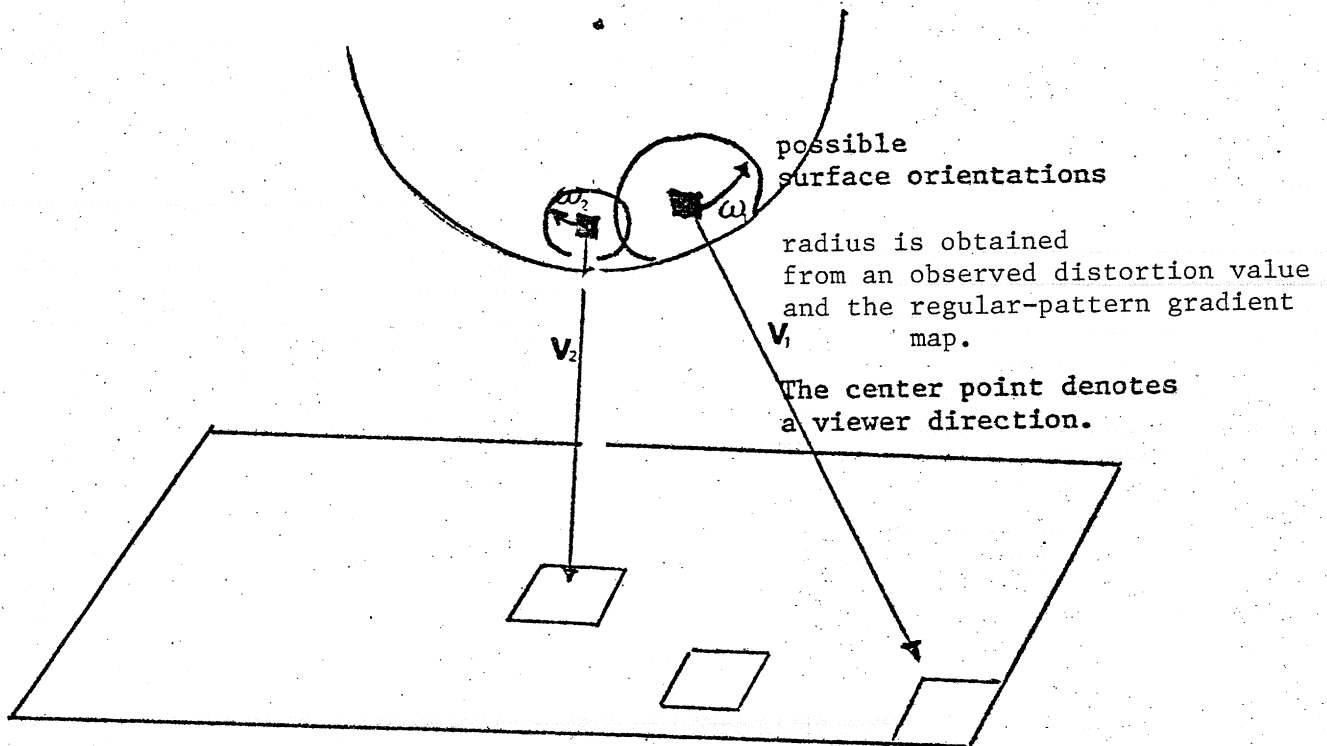 possible
surface orientations
ω₂
ω₁
radius is obtained
from an observed distortion value
and the regular-pattern gradient
map.
V₁
V₂
The center point denotes
a viewer direction.